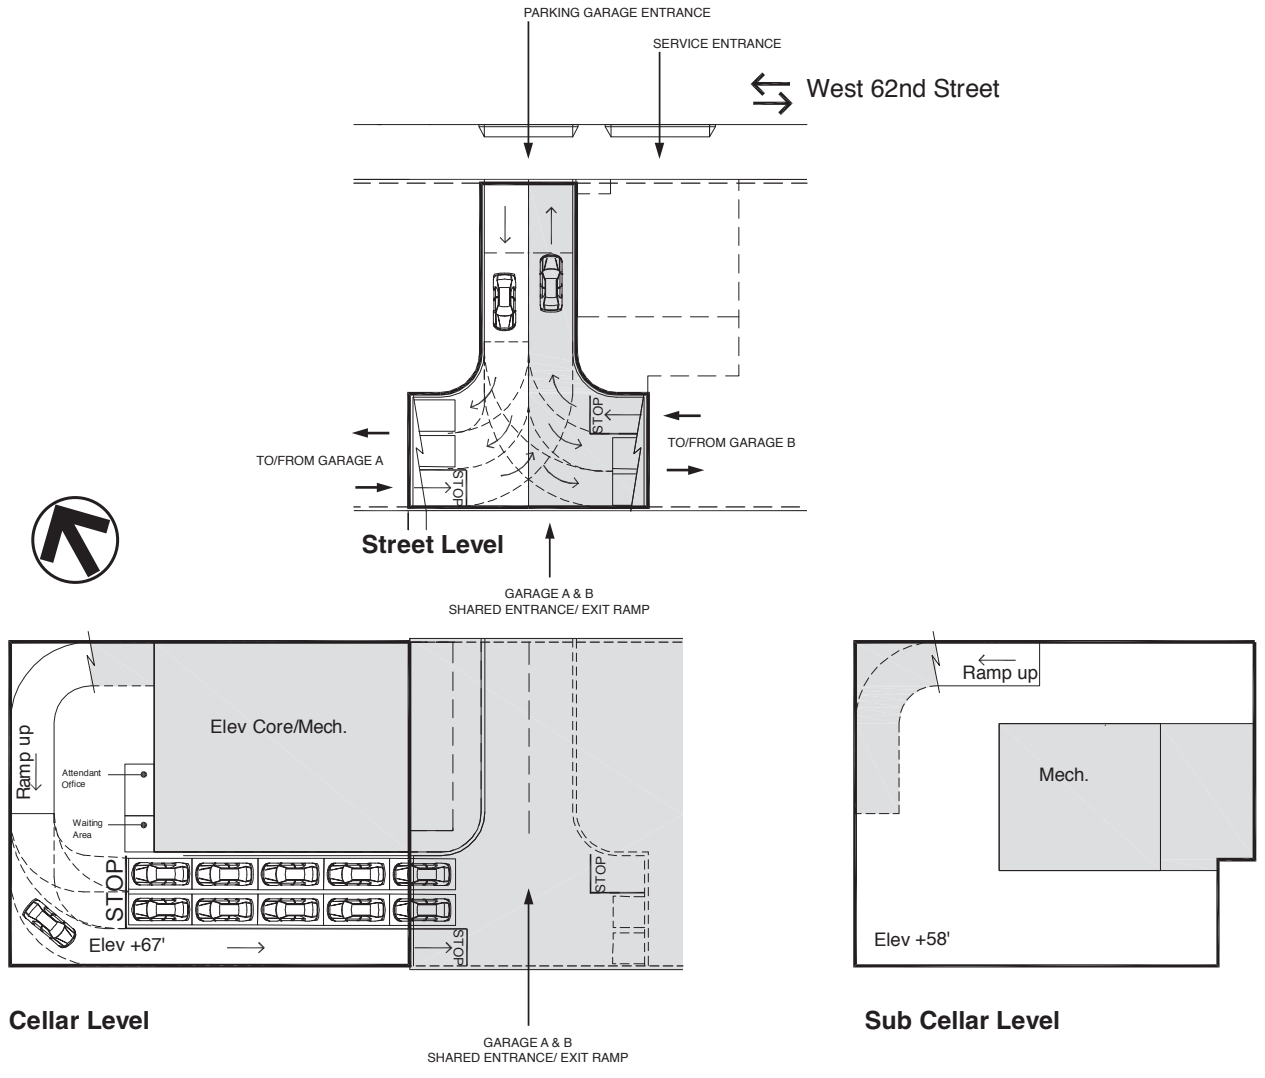 PARKING GARAGE ENTRANCE
SERVICE ENTRANCE
West 62nd Street
STOP
TO/FROM GARAGE B
TO/FROM GARAGE A
STOP
Street Level
GARAGE A & B
SHARED ENTRANCE/ EXIT RAMP
Elev Core/Mech.
Ramp up
Attendant
Office
Waiting
Area
STOP
STOP
Elev +67'
STOP
Ramp up
Mech.
Elev +58'
Cellar Level
Sub Cellar Level
GARAGE A & B
SHARED ENTRANCE/ EXIT RAMP